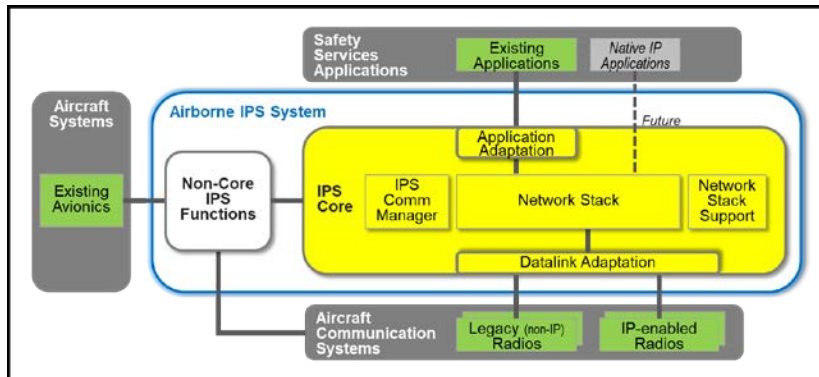 Safety
Services
Applications
Existing
Applications
Native IP
Applications
Aircraft
Systems
Airborne IPS System
Future
Application
Adaptation
Existing
Avionics
Non-Core
IPS
Functions
IPS
Core
IPS
Comm
Manager
Network Stack
Network
Stack
Support
Datalink Adaptation
Aircraft
Communication
Systems
Legacy (non-IP)
Radios
IP-enabled
Radios